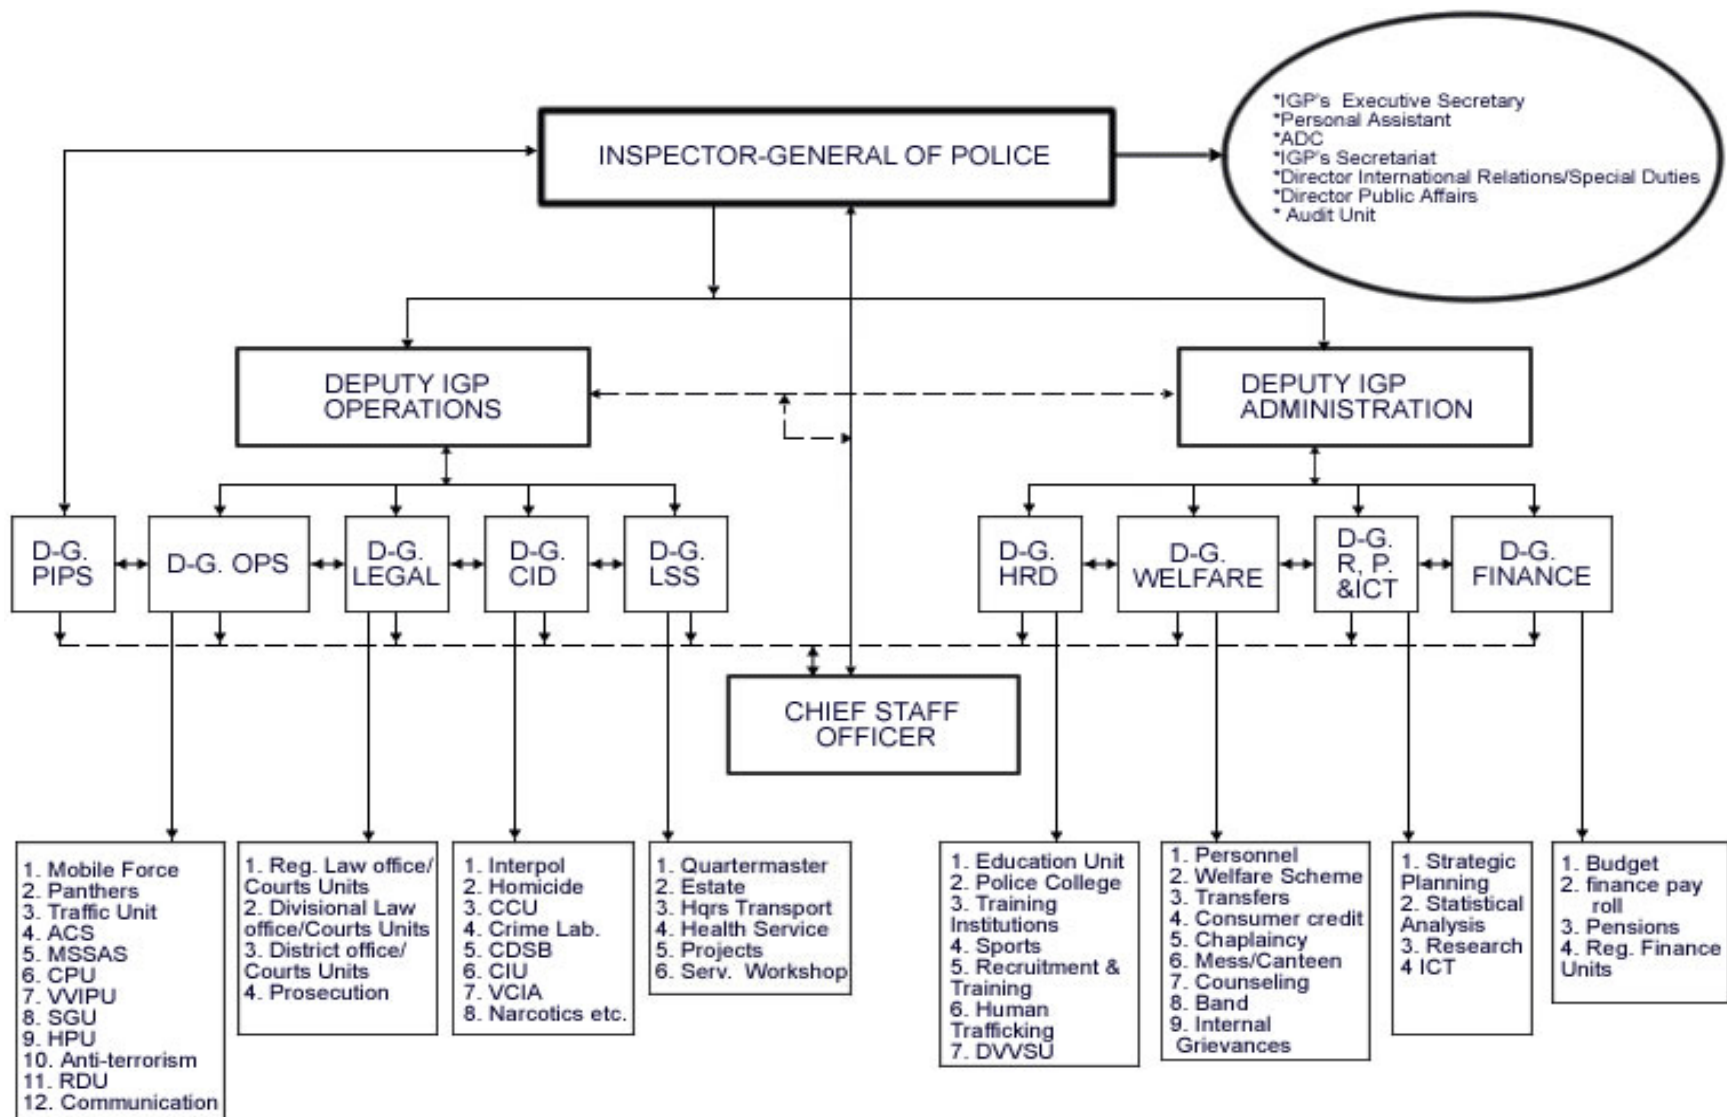 *IGP's Executive Secretary
*Personal Assistant
*ADC
*IGP's Secretariat
*Director International Relations/Special Duties
*Director Public Affairs
* Audit Unit
INSPECTOR-GENERAL OF POLICE
DEPUTY IGP
OPERATIONS
DEPUTY IGP
ADMINISTRATION
D-G.
PIPS
D-G. OPS
D-G.
LEGAL
D-G.
CID
D-G.
LSS
D-G.
HRD
D-G.
WELFARE
D-G.
R, P.
&ICT
D-G.
FINANCE
CHIEF STAFF
OFFICER
1. Mobile Force
2. Panthers
3. Traffic Unit
4. ACS
5. MSSAS
6. CPU
7. VVIPU
8. SGU
9. HPU
10. Anti-terrorism
11. RDU
12. Communication
1. Reg. Law office/
Courts Units
2. Divisional Law
office/Courts Units
3. District office/
Courts Units
4. Prosecution
1. Interpol
2. Homicide
3. CCU
4. Crime Lab.
5. CDSB
6. CIU
7. VCIA
8. Narcotics etc.
1. Quartermaster
2. Estate
3. Hqrs Transport
4. Health Service
5. Projects
6. Serv. Workshop
1. Education Unit
2. Police College
3. Training
Institutions
4. Sports
5. Recruitment &
Training
6. Human
Trafficking
7. DVVSU
1. Personnel
2. Welfare Scheme
3. Transfers
4. Consumer credit
5. Chaplaincy
6. Mess/Canteen
7. Counseling
8. Band
9. Internal
Grievances
1. Strategic
Planning
2. Statistical
Analysis
3. Research
4 ICT
1. Budget
2. finance pay
roll
3. Pensions
4. Reg. Finance
Units